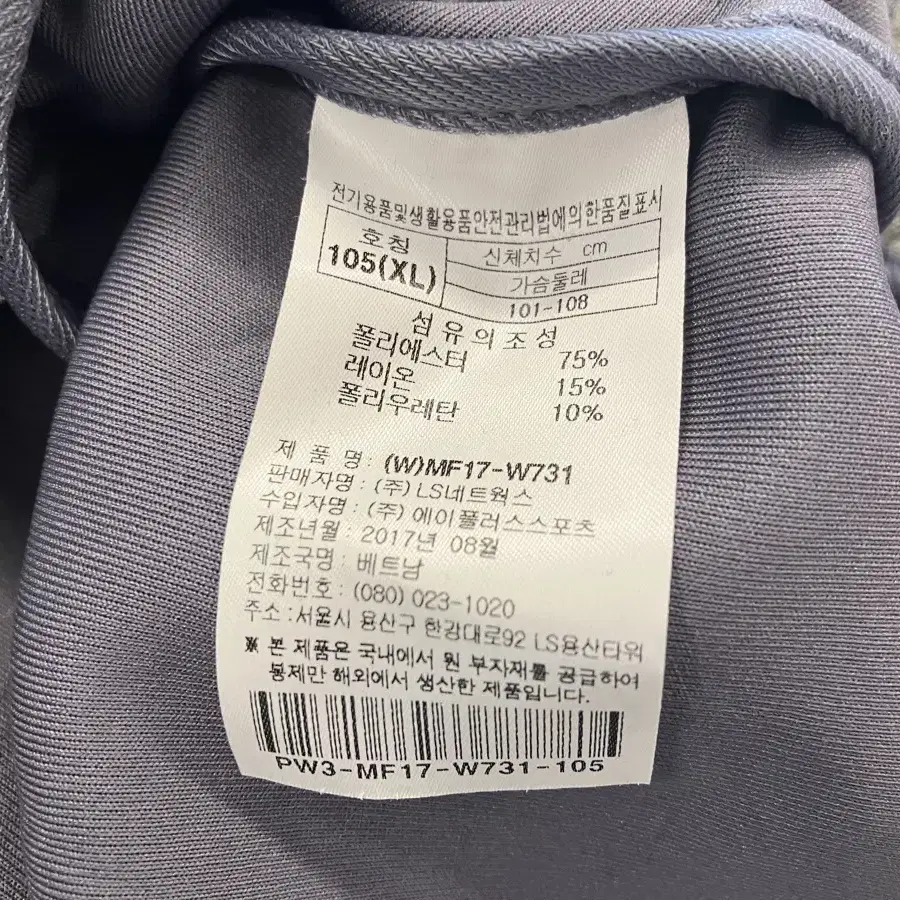 전기용품및생활용품안전관리법에의한품질표시
호칭
105(XL)
신체치수 cm
가슴둘레
101-108
섬유의조성
폴리에스터 75%
레이온 15%
폴리우레탄 10%
제 품 명 : (W)MF17-W731
판매자명 : (주) LS네트웍스
수입자명 : (주) 에이플러스스포츠
제조년월 : 2017년 08월
제조국명 : 베트남
전화번호 : (080) 023-1020
주소 :서울시 용산구 한강대로92 LS용산타워
※ 본 제품은 국내에서 원 부자재를 공급하여
봉제만 해외에서 생산한 제품입니다.
PW3-MF17-W731-105